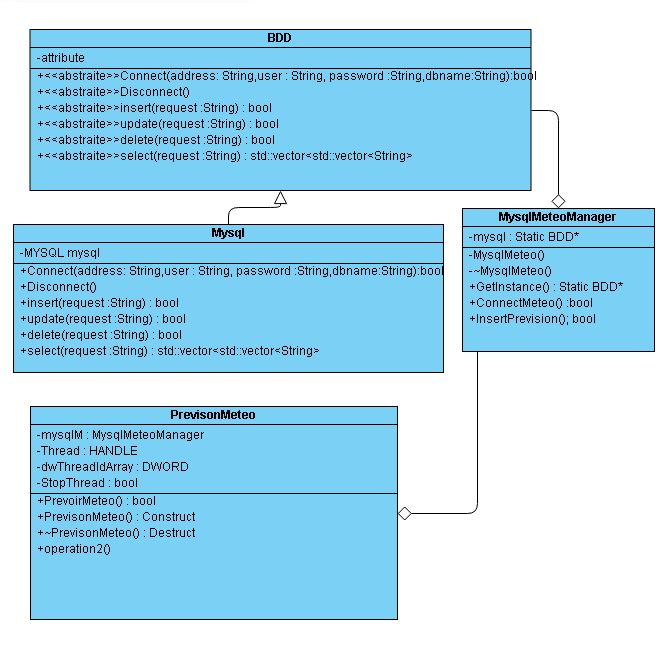 BDD
-attribute
+<<abstraite>>Connect(address: String,user : String, password :String,dbname:String):bool
+<<abstraite>>Disconnect()
+<<abstraite>>insert(request :String) : bool
+<<abstraite>>update(request :String) : bool
+<<abstraite>>delete(request :String) : bool
+<<abstraite>>select(request :String) : std::vector<std::vector<String>
Mysql
-MYSQL mysql
+Connect(address: String,user : String, password :String,dbname:String):bool
+Disconnect()
+insert(request :String) : bool
+update(request :String) : bool
+delete(request :String) : bool
+select(request :String) : std::vector<std::vector<String>
MysqlMeteoManager
-mysql : Static BDD*
-MysqlMeteo()
-~MysqlMeteo()
+GetInstance() : Static BDD*
+ConnectMeteo() :bool
+InsertPrevision(); bool
PrevisonMeteo
-mysqlM : MysqlMeteoManager
-Thread : HANDLE
-dwThreadIdArray : DWORD
-StopThread : bool
+PrevoirMeteo() : bool
+PrevisonMeteo() : Construct
+~PrevisonMeteo() : Destruct
+operation2()